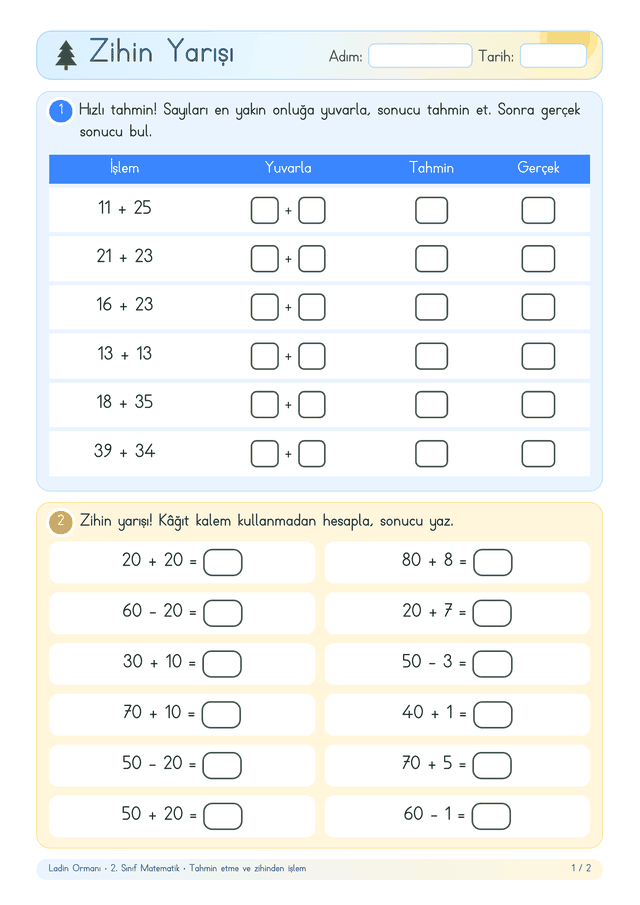 Zihin Yarışı
Adım:
Tarih:
1
Hızlı tahmin! Sayıları en yakın onluğa yuvarla, sonucu tahmin et. Sonra gerçek
sonucu bul.
İşlem Yuvarla Tahmin Gerçek
11 + 25 +
21 + 23 +
16 + 23 +
13 + 13 +
18 + 35 +
39 + 34 +
2
Zihin yarışı! Kâğıt kalem kullanmadan hesapla, sonucu yaz.
20 + 20 = 80 + 8 =
60 - 20 = 20 + 7 =
30 + 10 = 50 - 3 =
70 + 10 = 40 + 1 =
50 - 20 = 70 + 5 =
50 + 20 = 60 - 1 =
Ladin Ormanı • 2. Sınıf Matematik • Tahmin etme ve zihinden işlem 1 / 2